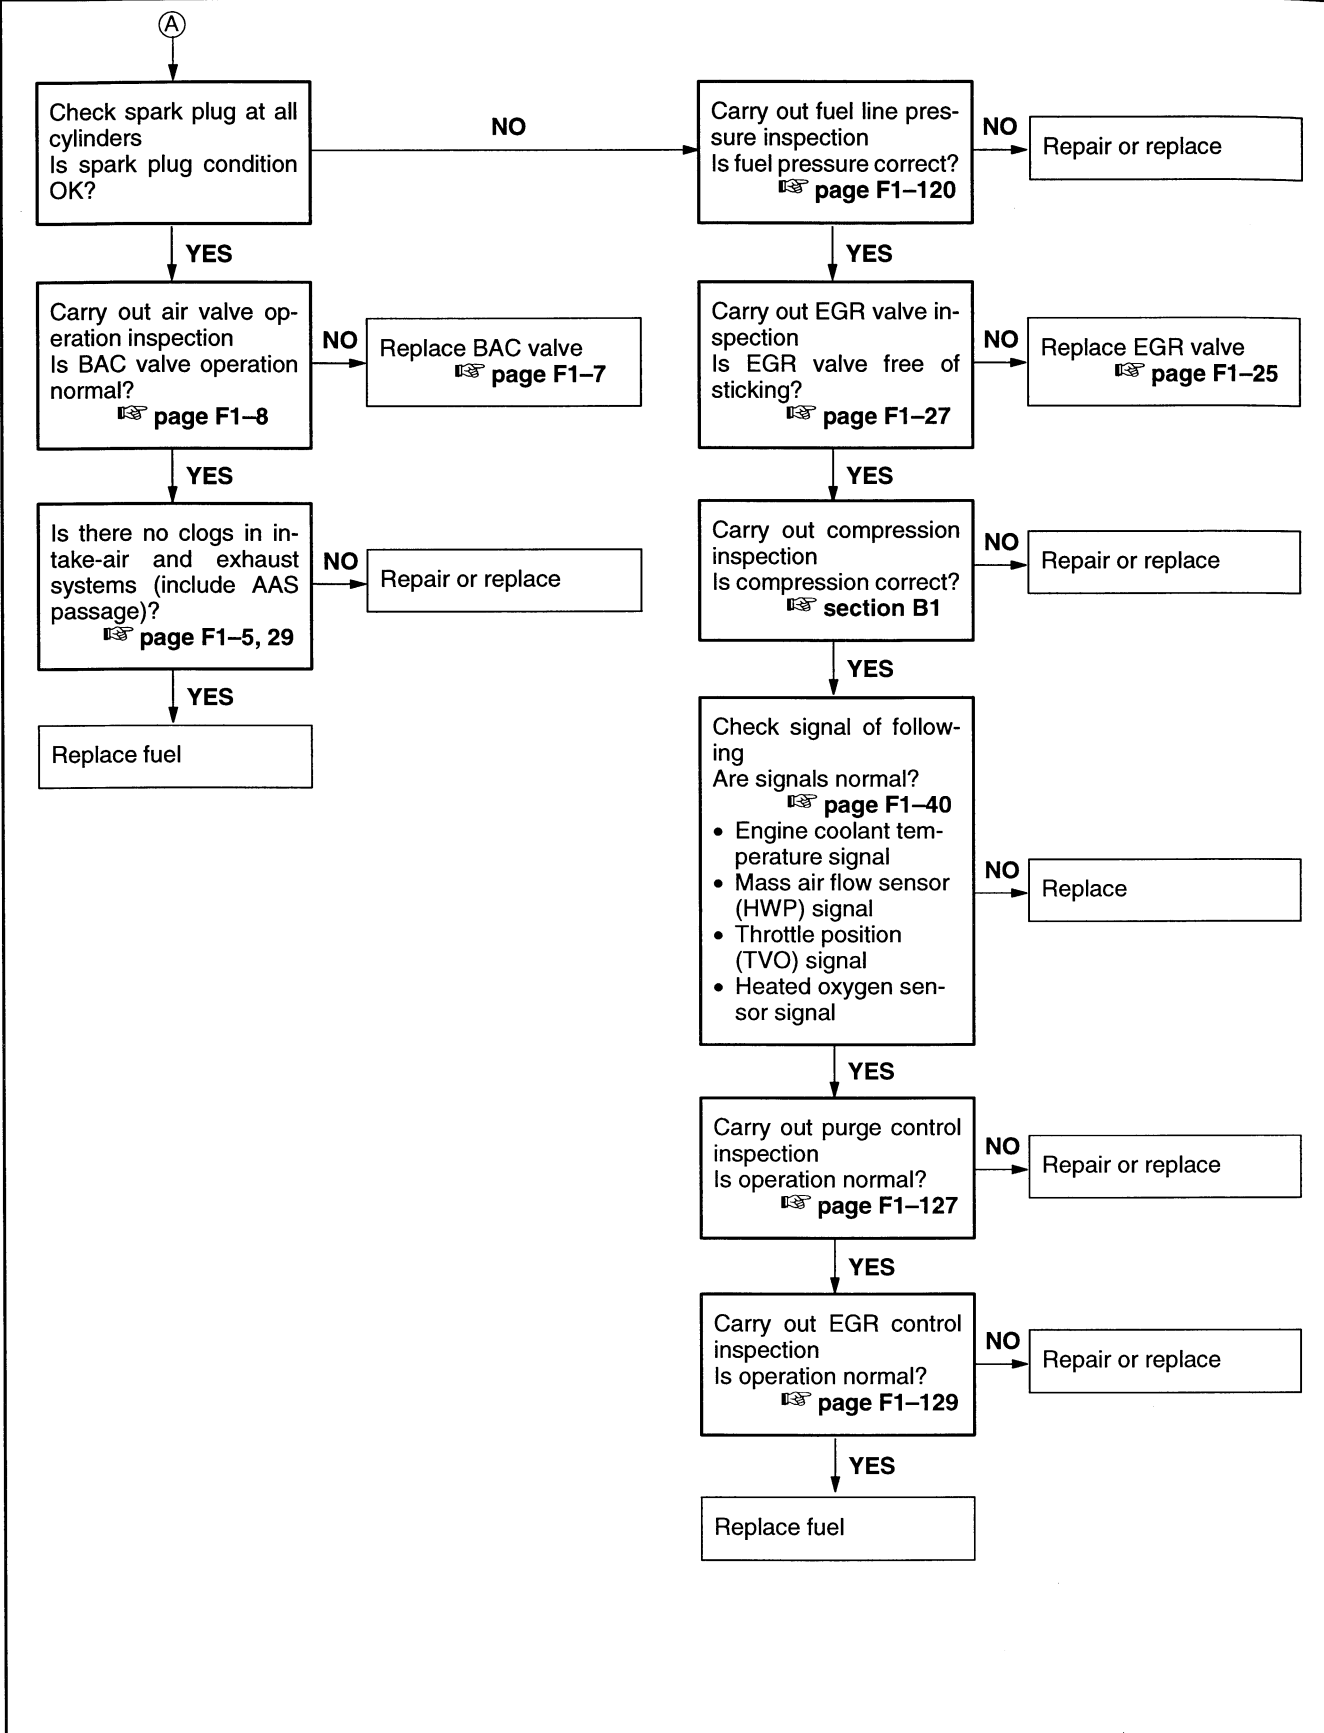 A
Check spark plug at all
cylinders
Is spark plug condition
OK?
NO
Carry out fuel line pres-
sure inspection
Is fuel pressure correct?
☞ page F1–120
NO
Repair or replace
YES
YES
Carry out air valve op-
eration inspection
Is BAC valve operation
normal?
☞ page F1–8
NO
Replace BAC valve
☞ page F1–7
Carry out EGR valve in-
spection
Is EGR valve free of
sticking?
☞ page F1–27
NO
Replace EGR valve
☞ page F1–25
YES
YES
Is there no clogs in in-
take-air and exhaust
systems (include AAS
passage)?
☞ page F1–5, 29
NO
Repair or replace
Carry out compression
inspection
Is compression correct?
☞ section B1
NO
Repair or replace
YES
YES
Replace fuel
Check signal of follow-
ing
Are signals normal?
☞ page F1–40
• Engine coolant tem-
perature signal
• Mass air flow sensor
(HWP) signal
• Throttle position
(TVO) signal
• Heated oxygen sen-
sor signal
NO
Replace
YES
Carry out purge control
inspection
Is operation normal?
☞ page F1–127
NO
Repair or replace
YES
Carry out EGR control
inspection
Is operation normal?
☞ page F1–129
NO
Repair or replace
YES
Replace fuel